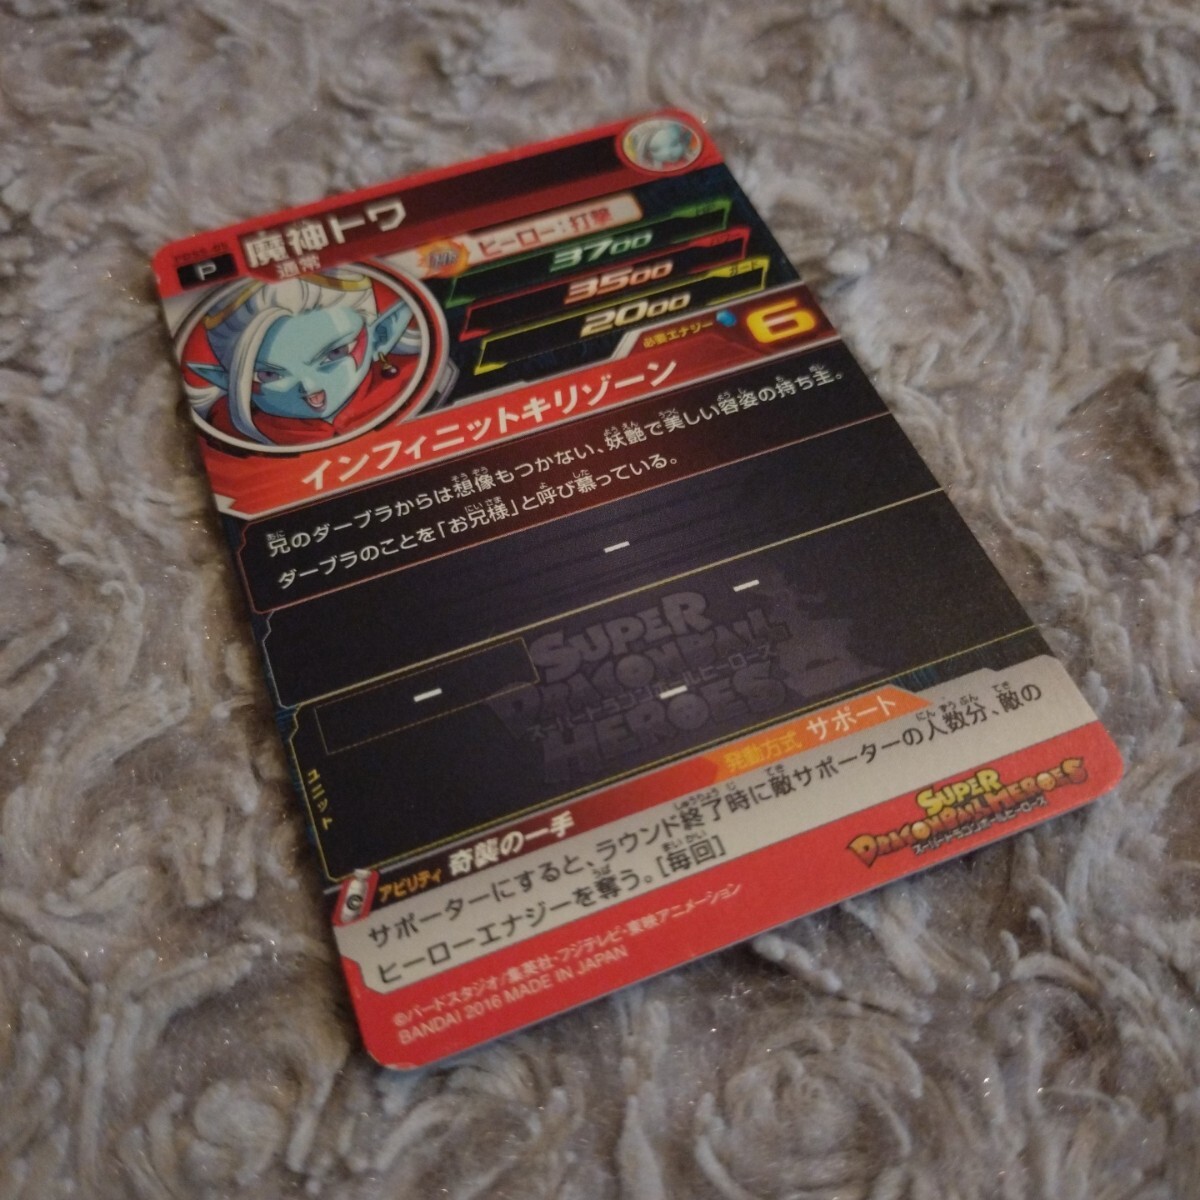 P
魔神トワ
通常
ヒーロー:打撃
3700
3500
ガード
2000
必要エナジー
6
インフィニットキリゾーン
兄のダーブラからは想像もつかない、妖艶で美しい容姿の持ち主。
ダーブラのことを「お兄様」と呼び慕っている。
SUPER
DRAGONBALL
スーパードラゴンボールヒーローズ
HEROES
アビリティ 奇襲の一手
発動方式 サポート
サポーターにすると、ラウンド終了時に敵サポーターの人数分、敵の
ヒーローエナジーを奪う。[毎回]
SUPER
DRAGONBALL HEROES
スーパードラゴンボールヒーローズ
©バードスタジオ/集英社・フジテレビ・東映アニメーション
BANDAI 2016 MADE IN JAPAN